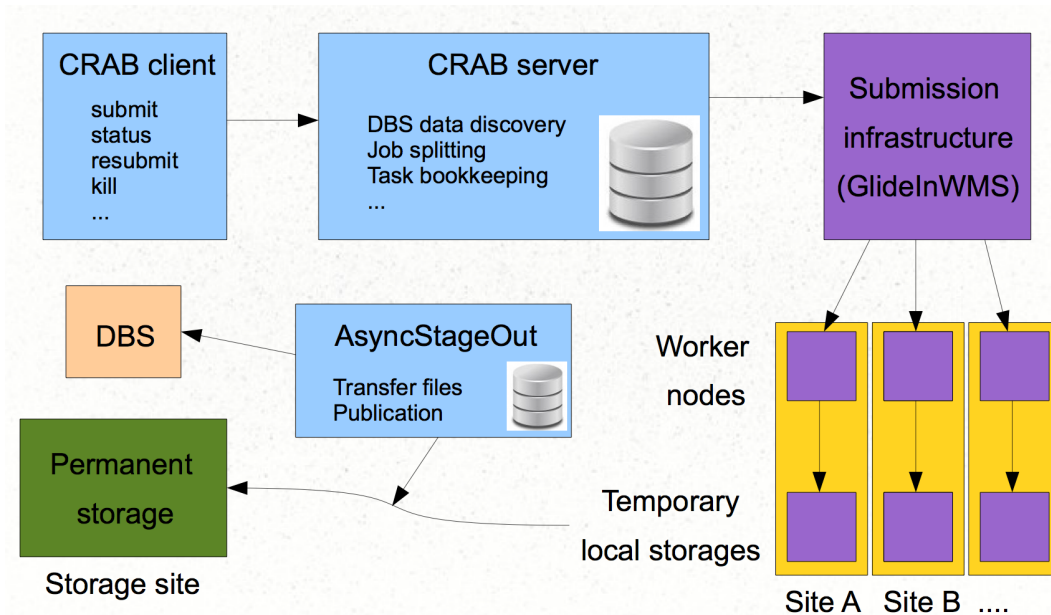 CRAB client
submit
status
resubmit
kill
...
CRAB server
DBS data discovery
Job splitting
Task bookkeeping
...
Submission
infrastructure
(GlideInWMS)
DBS
AsyncStageOut
Transfer files
Publication
Worker
nodes
Permanent
storage
Storage site
Temporary
local storages
Site A
Site B
....